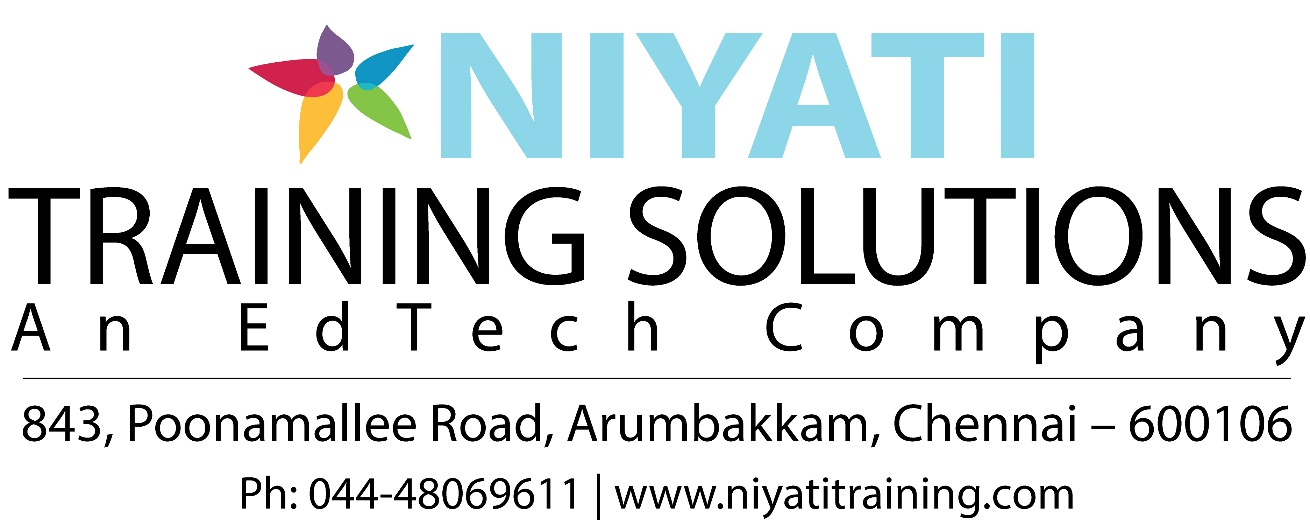 NIYATI
TRAINING SOLUTIONS
An EdTech Company
843, Poonamallee Road, Arumbakkam, Chennai – 600106
Ph: 044-48069611 | www.niyatitraining.com